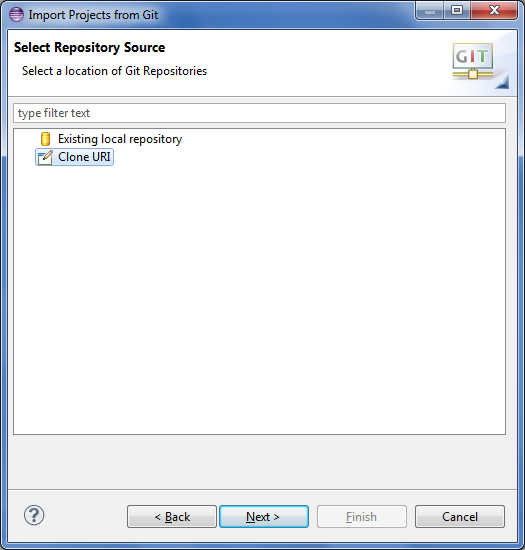 Import Projects from Git
Select Repository Source
Select a location of Git Repositories
GIT
type filter text
Existing local repository
Clone URI
? < Back Next > Finish Cancel